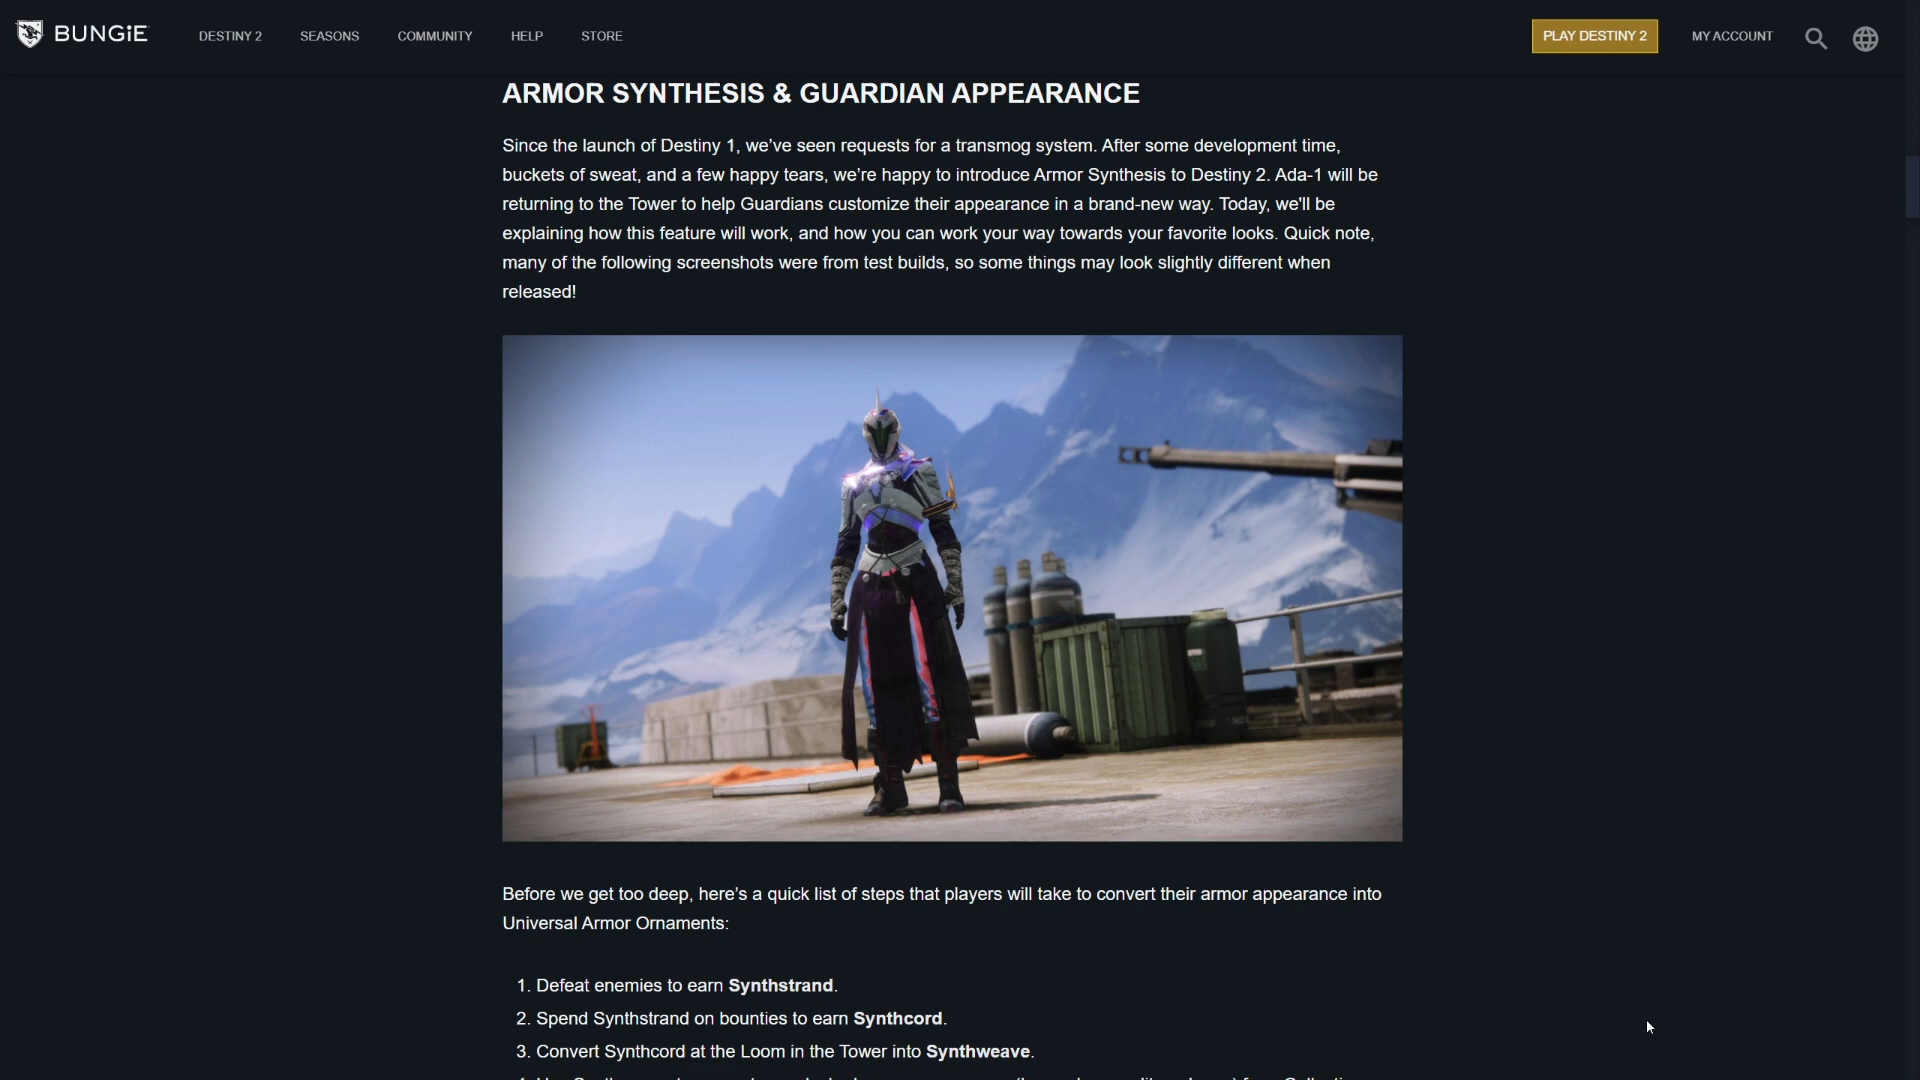 BUNGiE
DESTINY 2 SEASONS COMMUNITY HELP STORE
PLAY DESTINY 2 MY ACCOUNT
ARMOR SYNTHESIS & GUARDIAN APPEARANCE
Since the launch of Destiny 1, we've seen requests for a transmog system. After some development time,
buckets of sweat, and a few happy tears, we're happy to introduce Armor Synthesis to Destiny 2. Ada-1 will be
returning to the Tower to help Guardians customize their appearance in a brand-new way. Today, we'll be
explaining how this feature will work, and how you can work your way towards your favorite looks. Quick note,
many of the following screenshots were from test builds, so some things may look slightly different when
released!
Before we get too deep, here's a quick list of steps that players will take to convert their armor appearance into
Universal Armor Ornaments:
1. Defeat enemies to earn Synthstrand.
2. Spend Synthstrand on bounties to earn Synthcord.
3. Convert Synthcord at the Loom in the Tower into Synthweave.